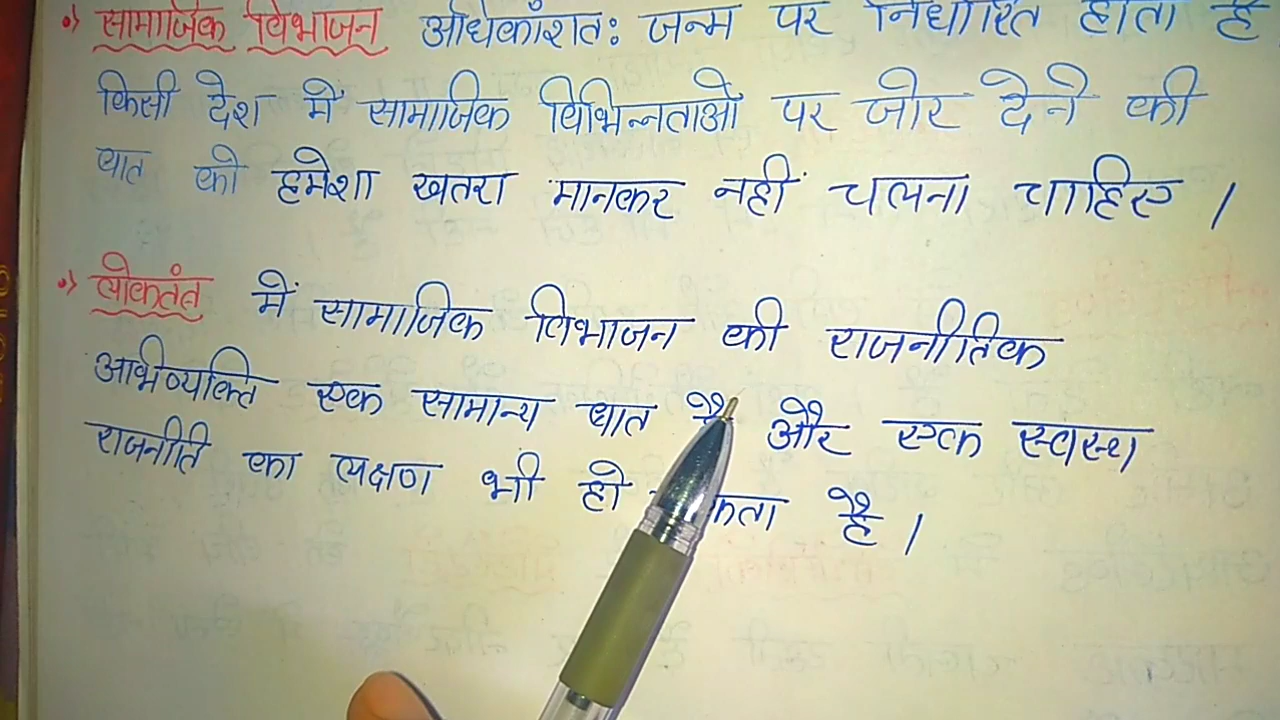 सामाजिक विभाजन अधिकाँशतः जन्म पर निर्धारित होता है
किसी देश में सामाजिक विभिन्नताओं पर जोर देने की
बात को हमेशा खतरा मानकर नहीं चलना चाहिए ।
लोकतंत में सामाजिक विभाजन की राजनीतिक
अभिव्यक्ति एक सामान्य बात है और एक स्वस्थ
राजनीति का लक्षण भी हो सकता है ।